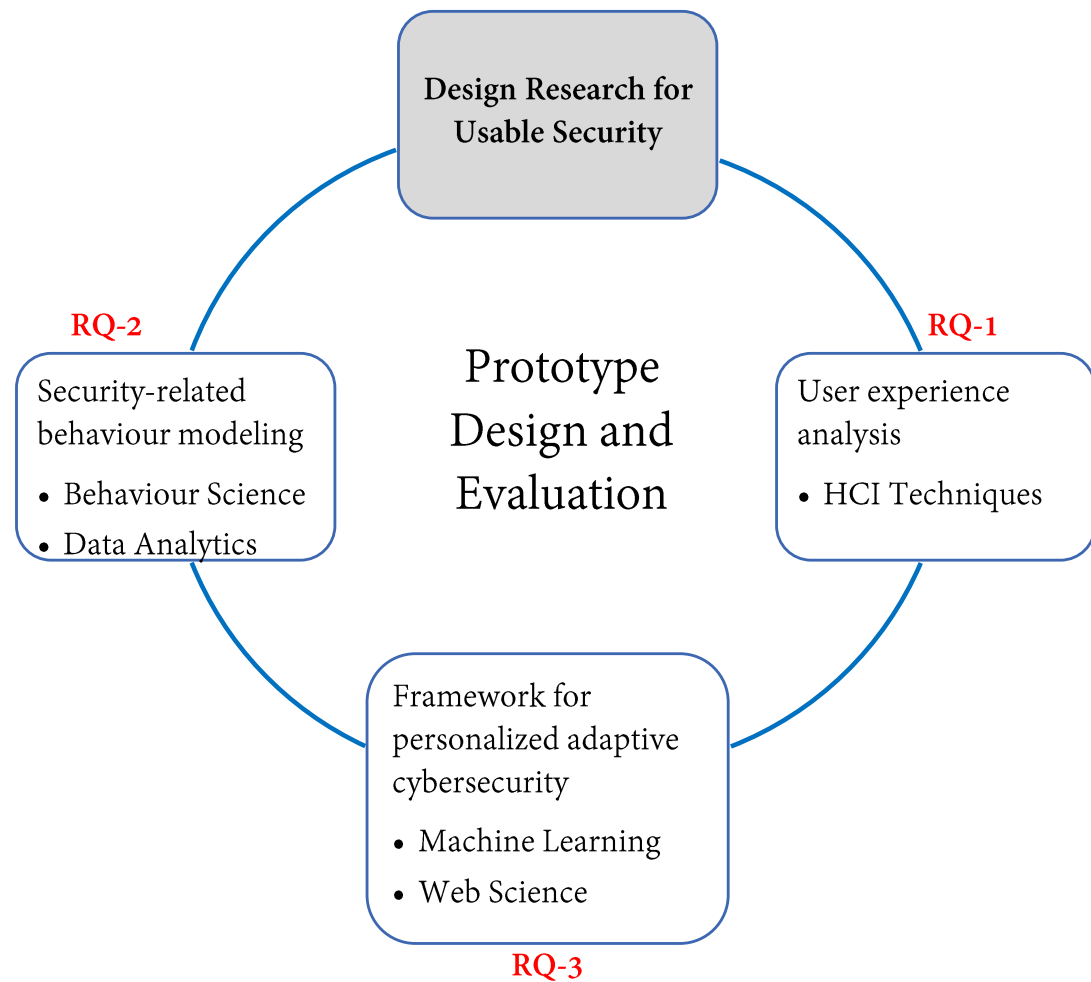 Design Research for
Usable Security
RQ-2
Security-related
behaviour modeling
• Behaviour Science
• Data Analytics
Prototype
Design and
Evaluation
RQ-1
User experience
analysis
• HCI Techniques
Framework for
personalized adaptive
cybersecurity
• Machine Learning
• Web Science
RQ-3